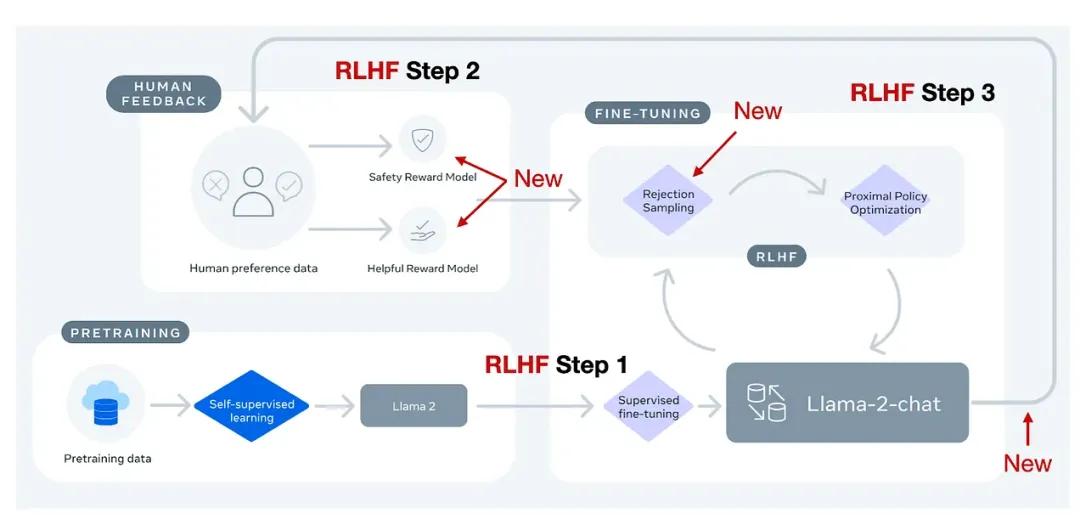 RLHF Step 2
HUMAN
FEEDBACK
Safety Reward Model
New
Human preference data
Helpful Reward Model
RLHF Step 3
FINE-TUNING
New
Rejection
Sampling
Proximal Policy
Optimization
RLHF
PRETRAINING
RLHF Step 1
Self-supervised
learning
Llama 2
Supervised
fine-tuning
Llama-2-chat
Pretraining data
New